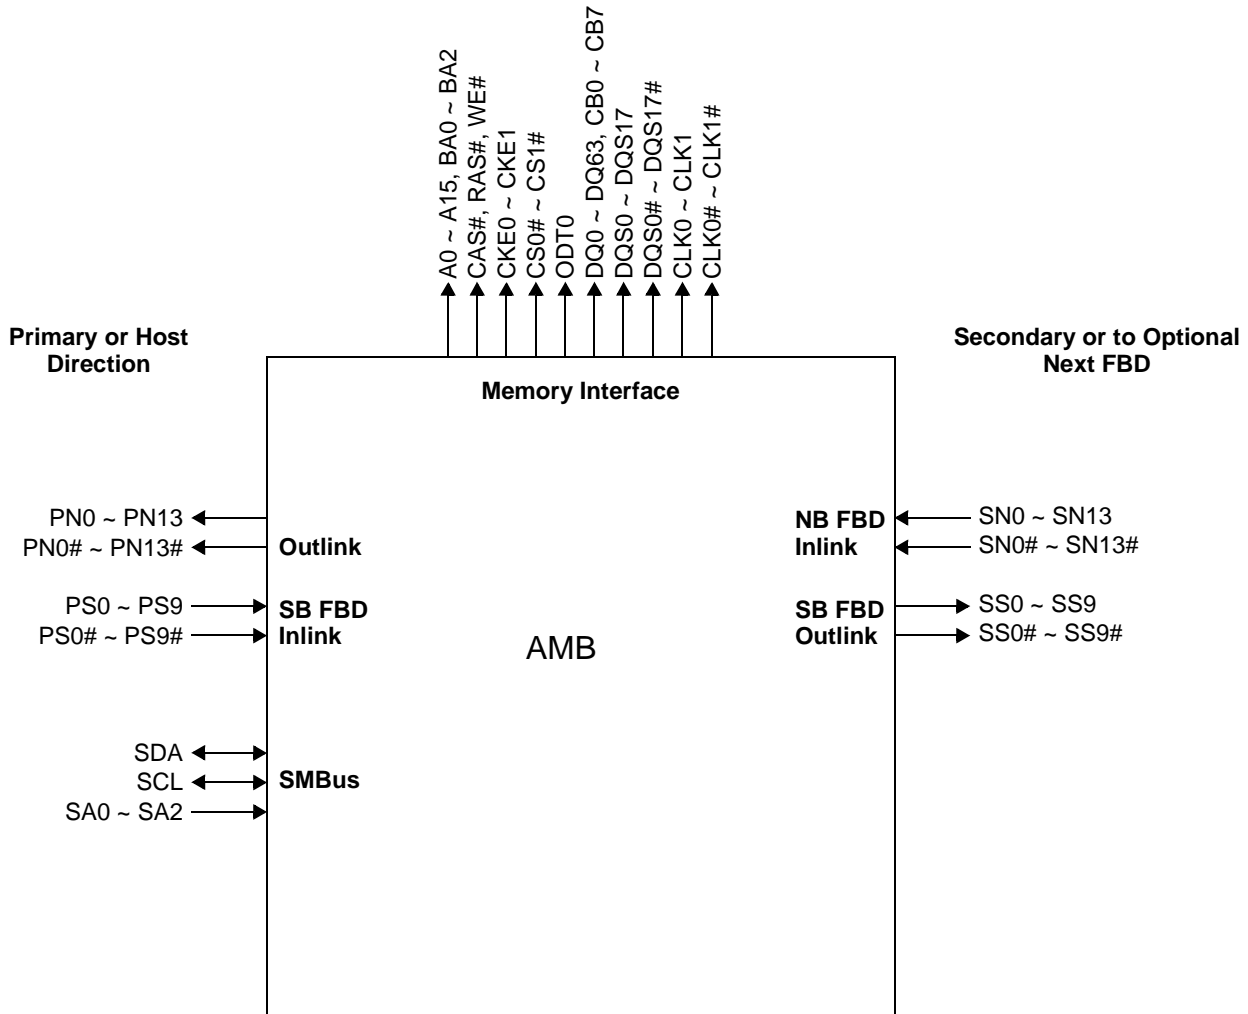 A0 ~ A15, BA0 ~ BA2
CAS#, RAS#, WE#
CKE0 ~ CKE1
CS0# ~ CS1#
ODT0
DQ0 ~ DQ63, CB0 ~ CB7
DQS0 ~ DQS17
DQS0# ~ DQS17#
CLK0 ~ CLK1
CLK0# ~ CLK1#
Primary or Host
Direction
Secondary or to Optional
Next FBD
Memory Interface
PN0 ~ PN13
PN0# ~ PN13#
Outlink
PS0 ~ PS9
PS0# ~ PS9#
SB FBD
Inlink
SDA
SCL
SA0 ~ SA2
SMBus
AMB
NB FBD
Inlink
SN0 ~ SN13
SN0# ~ SN13#
SB FBD
Outlink
SS0 ~ SS9
SS0# ~ SS9#